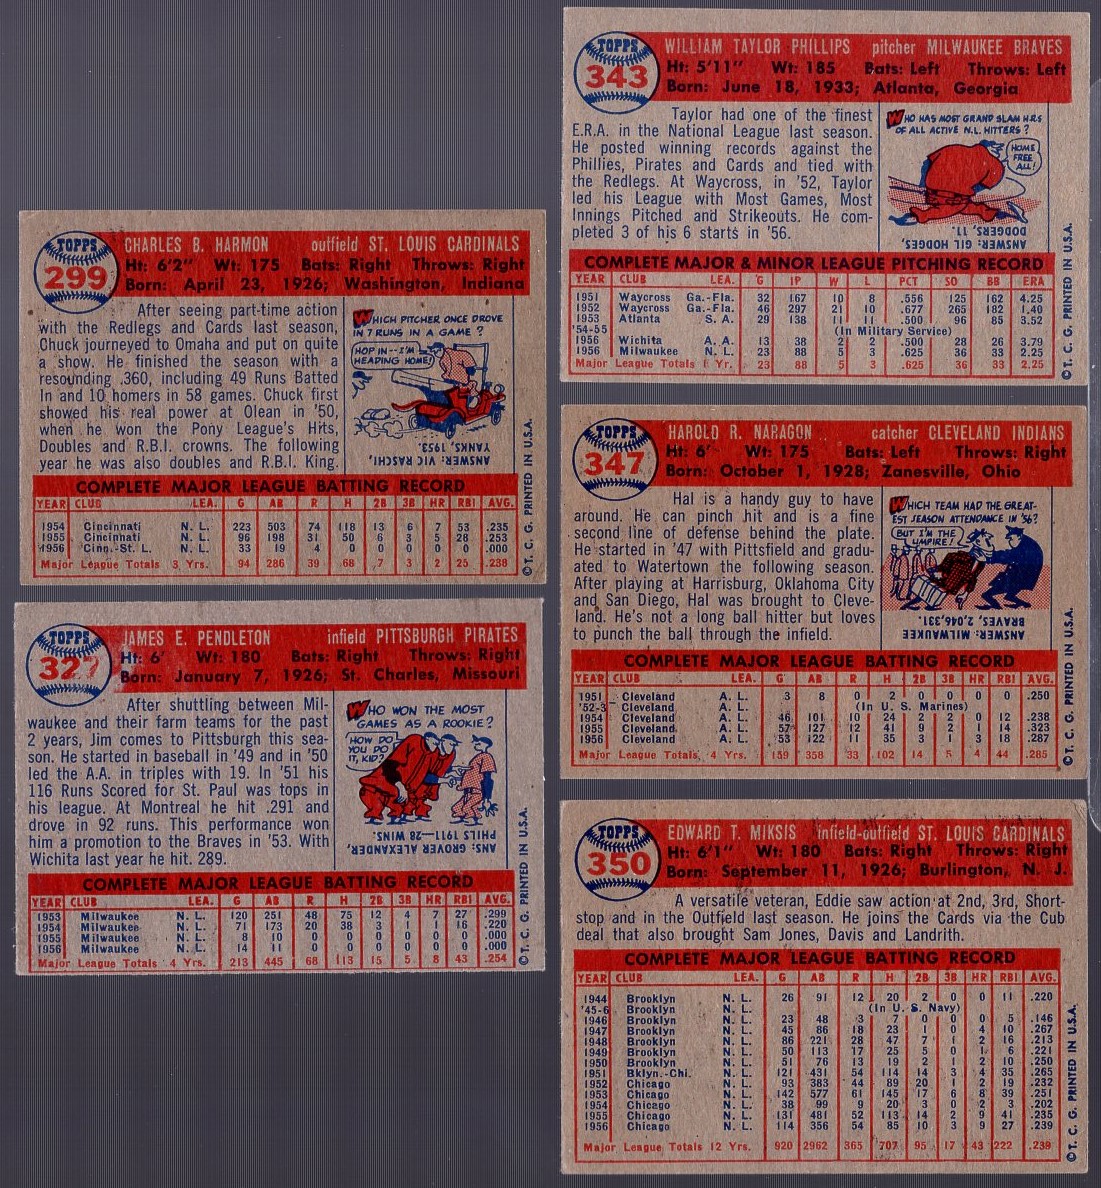 TOPPS
299
CHARLES B. HARMON outfield ST. LOUIS CARDINALS
Ht: 6'2" Wt: 175 Bats: Right Throws: Right
Born: April 23, 1926; Washington, Indiana
After seeing part-time action
with the Redlegs and Cards last season,
Chuck journeyed to Omaha and put on quite
a show. He finished the season with a
resounding .360, including 49 Runs Batted
In and 10 homers in 58 games. Chuck first
showed his real power at Olean in '50,
when he won the Pony League's Hits,
Doubles and R.B.I. crowns. The following
year he was also doubles and R.B.I. King.
WHICH PITCHER ONCE DROVE
IN 7 RUNS IN A GAME?
HOP IN--I'M
HEADING HOME!
ANSWER: VIC RASCHI,
YANKS, 1953.
COMPLETE MAJOR LEAGUE BATTING RECORD
YEAR CLUB LEA. G AB R H 2B 3B HR RBI AVG.
1954 Cincinnati N. L. 223 503 74 118 13 6 7 53 .235
1955 Cincinnati N. L. 96 198 31 50 6 3 5 28 .253
1956 Cinn.-St. L. N. L. 33 19 4 0 0 0 0 0 .000
Major League Totals 3 Yrs. 94 286 39 68 .7 3 2 25 .238
© T. C. G. PRINTED IN U.S.A.
TOPPS
327
JAMES E. PENDLETON infield PITTSBURGH PIRATES
Ht: 6' Wt: 180 Bats: Right Throws: Right
Born: January 7, 1926; St. Charles, Missouri
After shuttling between Mil-
waukee and their farm teams for the past
2 years, Jim comes to Pittsburgh this sea-
son. He started in baseball in '49 and in '50
led the A.A. in triples with 19. In '51 his
116 Runs Scored for St. Paul was tops in
his league. At Montreal he hit .291 and
drove in 92 runs. This performance won
him a promotion to the Braves in '53. With
Wichita last year he hit. 289.
WHO WON THE MOST
GAMES AS A ROOKIE?
HOW DO
YOU DO
IT, KID?
ANS: GROVER ALEXANDER,
PHILS 1911—28 WINS.
COMPLETE MAJOR LEAGUE BATTING RECORD
YEAR CLUB LEA. G AB R H 2B 3B HR RBI AVG.
1953 Milwaukee N. L. 120 251 48 75 12 4 7 27 .299
1954 Milwaukee N. L. 71 173 20 38 3 1 1 16 .220
1955 Milwaukee N. L. 8 10 0 0 0 0 0 0 .000
1956 Milwaukee N. L. 14 11 0 0 0 0 0 0 .000
Major League Totals 4 Yrs. 213 445 68 113 15 5 8 43 .254
© T. C. G. PRINTED IN U.S.A.
TOPPS
343
WILLIAM TAYLOR PHILLIPS pitcher MILWAUKEE BRAVES
Ht: 5'11" Wt: 185 Bats: Left Throws: Left
Born: June 18, 1933; Atlanta, Georgia
Taylor had one of the finest
E.R.A. in the National League last season.
He posted winning records against the
Phillies, Pirates and Cards and tied with
the Redlegs. At Waycross, in '52, Taylor
led his League with Most Games, Most
Innings Pitched and Strikeouts. He com-
pleted 3 of his 6 starts in '56.
WHO HAS MOST GRAND SLAM H.R.S
OF ALL ACTIVE N.L. HITTERS?
HOME
FREE
ALL!
ANSWER: GIL HODGES,
DODGERS, 11.
COMPLETE MAJOR & MINOR LEAGUE PITCHING RECORD
YEAR CLUB LEA. G IP W L PCT SO BB ERA
1951 Waycross Ga.-Fla. 32 167 10 8 .556 125 162 4.25
1952 Waycross Ga.-Fla. 46 297 21 10 .677 265 182 1.40
1953 Atlanta S. A. 29 138 11 11 .500 96 85 3.52
'54-55 (In Military Service)
1956 Wichita A. A. 13 38 2 2 .500 28 26 3.79
1956 Milwaukee N. L. 23 88 5 3 .625 36 33 2.25
Major League Totals 1 Yr. 23 88 5 3 .625 36 33 2.25
© T. C. G. PRINTED IN U.S.A.
TOPPS
347
HAROLD R. NARAGON catcher CLEVELAND INDIANS
Ht: 6' Wt: 175 Bats: Left Throws: Right
Born: October 1, 1928; Zanesville, Ohio
Hal is a handy guy to have
around. He can pinch hit and is a fine
second line of defense behind the plate.
He started in '47 with Pittsfield and gradu-
ated to Watertown the following season.
After playing at Harrisburg, Oklahoma City
and San Diego, Hal was brought to Cleve-
land. He's not a long ball hitter but loves
to punch the ball through the infield.
WHICH TEAM HAD THE GREAT-
EST SEASON ATTENDANCE IN '56?
BUT I'M THE
UMPIRE!
ANSWER: MILWAUKEE
BRAVES, 2,046,331.
COMPLETE MAJOR LEAGUE BATTING RECORD
YEAR CLUB LEA. G AB R H 2B 3B HR RBI AVG.
1951 Cleveland A. L. 3 8 0 2 0 0 0 0 .250
'52-3 Cleveland (In U. S. Marines)
1954 Cleveland A. L. 46 101 10 24 2 2 0 12 .238
1955 Cleveland A. L. 57 127 12 41 9 2 1 14 .323
1956 Cleveland A. L. 53 122 11 35 3 1 3 18 .287
Major League Totals, 4 Yrs. 159 358 33 102 14 5 4 44 .285
© T. C. G. PRINTED IN U.S.A.
TOPPS
350
EDWARD T. MIKSIS infield-outfield ST. LOUIS CARDINALS
Ht: 6'1" Wt: 180 Bats: Right Throws: Right
Born: September 11, 1926; Burlington, N. J.
A versatile veteran, Eddie saw action at 2nd, 3rd, Short-
stop and in the Outfield last season. He joins the Cards via the Cub
deal that also brought Sam Jones, Davis and Landrith.
COMPLETE MAJOR LEAGUE BATTING RECORD
YEAR CLUB LEA. G AB R H 2B 3B HR RBI AVG.
1944 Brooklyn N. L. 26 91 12 20 2 0 0 11 .220
'45-6 Brooklyn N. L. (In U. S. Navy)
1946 Brooklyn N. L. 23 48 3 7 0 0 0 5 .146
1947 Brooklyn N. L. 45 86 18 23 1 0 4 10 .267
1948 Brooklyn N. L. 86 221 28 47 7 1 2 16 .213
1949 Brooklyn N. L. 50 113 17 25 5 0 1 6 .221
1950 Brooklyn N. L. 51 76 13 19 2 1 2 10 .250
1951 Bklyn.-Chi. N. L. 121 431 54 114 14 3 4 35 .265
1952 Chicago N. L. 93 383 44 89 20 1 2 19 .232
1953 Chicago N. L. 142 577 61 145 17 6 8 39 .251
1954 Chicago N. L. 38 99 9 20 3 0 2 3 .202
1955 Chicago N. L. 131 481 52 113 14 2 9 41 .235
1956 Chicago N. L. 114 356 54 85 10 3 9 27 .239
Major League Totals 12 Yrs. 920 2962 365 707 95 17 43 222 .239
© T. C. G. PRINTED IN U.S.A.